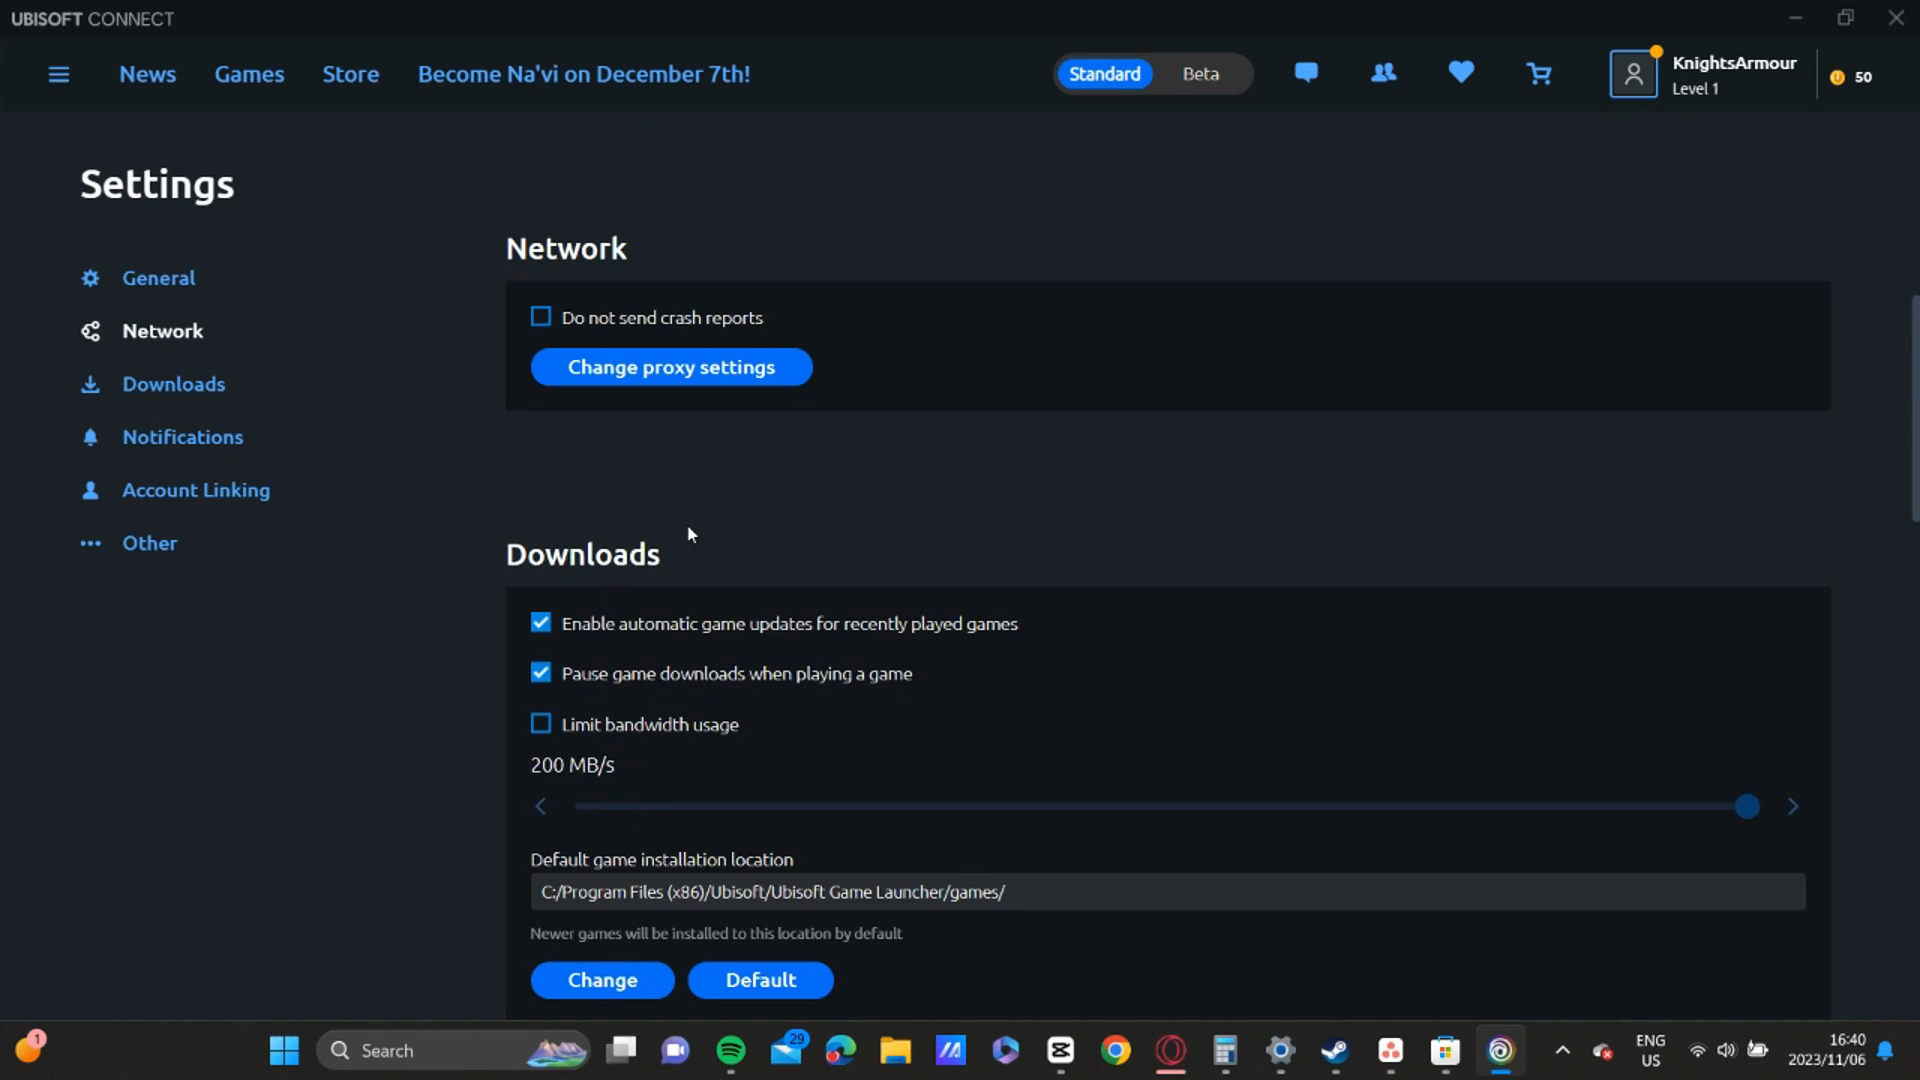 UBISOFT CONNECT
News
Games
Store
Become Na'vi on December 7th!
Standard
Beta
KnightsArmour
Level 1
50
Settings
General
Network
Downloads
Notifications
Account Linking
Other
Network
Do not send crash reports
Change proxy settings
Downloads
Enable automatic game updates for recently played games
Pause game downloads when playing a game
Limit bandwidth usage
200 MB/s
Default game installation location
C:/Program Files (x86)/Ubisoft/Ubisoft Game Launcher/games/
Newer games will be installed to this location by default
Change
Default
1
Search
29
ENG
US
16:40
2023/11/06